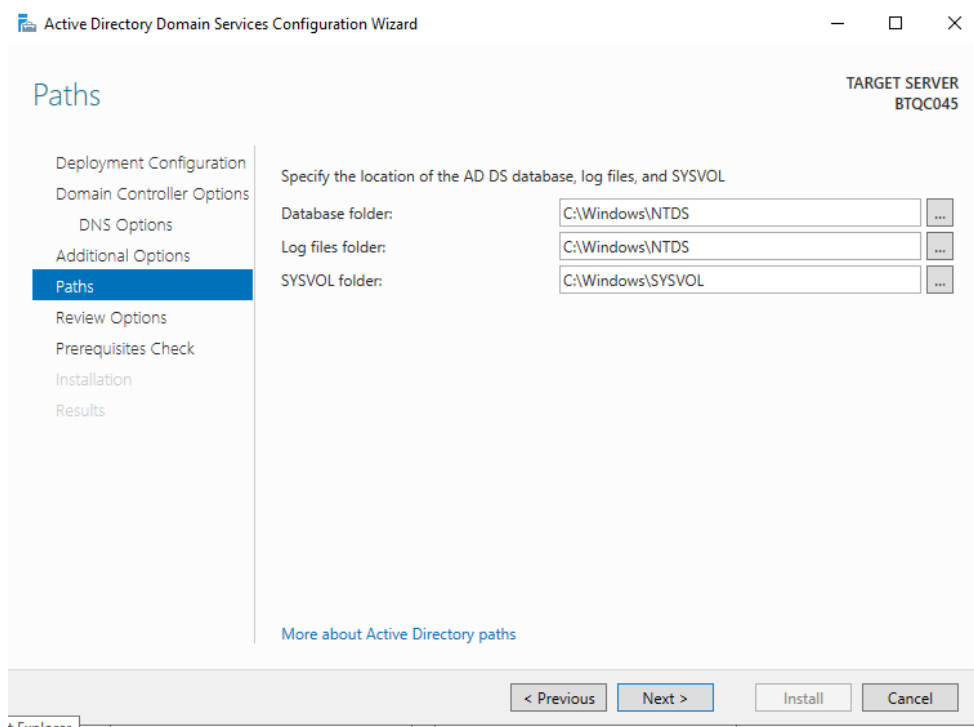 Active Directory Domain Services Configuration Wizard
Paths
TARGET SERVER
BTQC045
Deployment Configuration
Domain Controller Options
DNS Options
Additional Options
Paths
Review Options
Prerequisites Check
Installation
Results
Specify the location of the AD DS database, log files, and SYSVOL
Database folder: C:\Windows\NTDS ...
Log files folder: C:\Windows\NTDS ...
SYSVOL folder: C:\Windows\SYSVOL ...
More about Active Directory paths
< Previous Next > Install Cancel